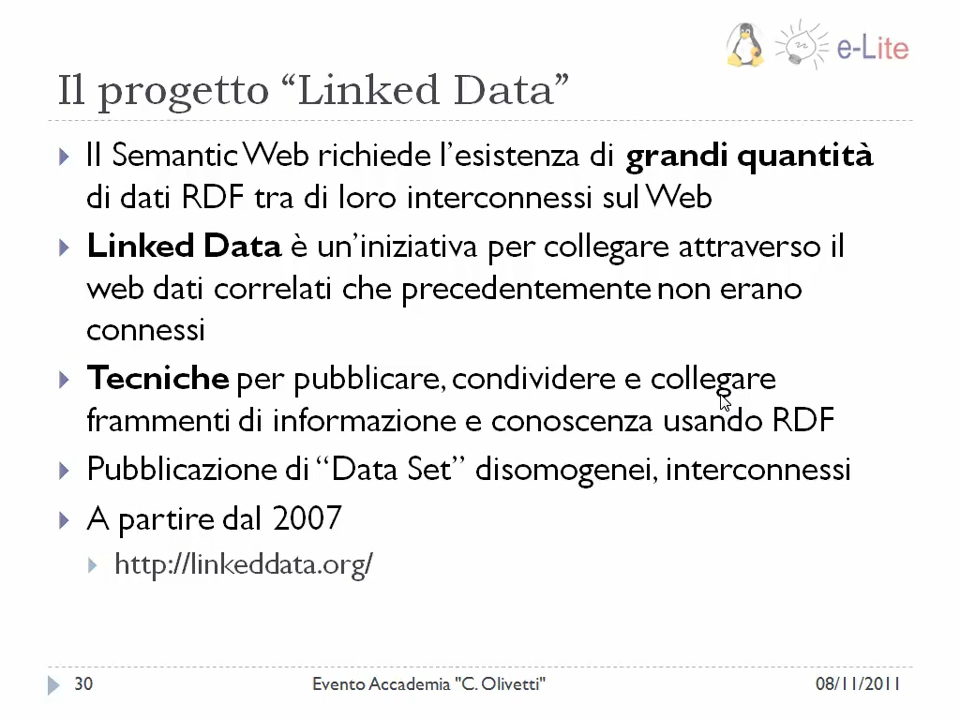 e-Lite
Il progetto “Linked Data”
Il Semantic Web richiede l’esistenza di grandi quantità
di dati RDF tra di loro interconnessi sul Web
Linked Data è un’iniziativa per collegare attraverso il
web dati correlati che precedentemente non erano
connessi
Tecniche per pubblicare, condividere e collegare
frammenti di informazione e conoscenza usando RDF
Pubblicazione di “Data Set” disomogenei, interconnessi
A partire dal 2007
http://linkeddata.org/
30 Evento Accademia "C. Olivetti" 08/11/2011